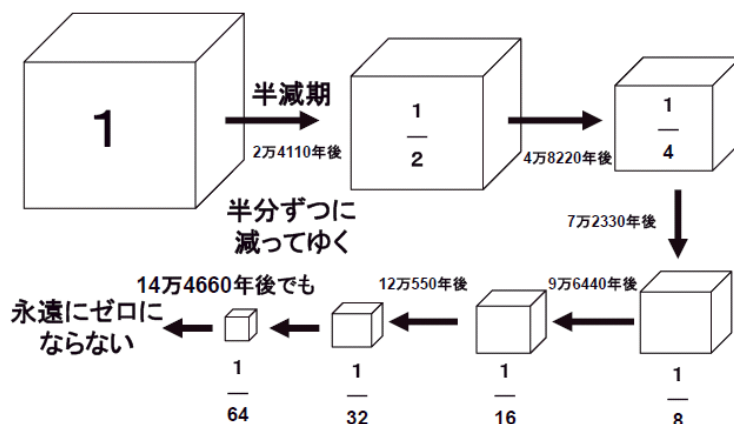 1
半減期
2万4110年後
1
2
4万8220年後
1
4
半分ずつに
減ってゆく
7万2330年後
14万4660年後でも
12万550年後
9万6440年後
永遠にゼロに
ならない
1
64
1
32
1
16
1
8